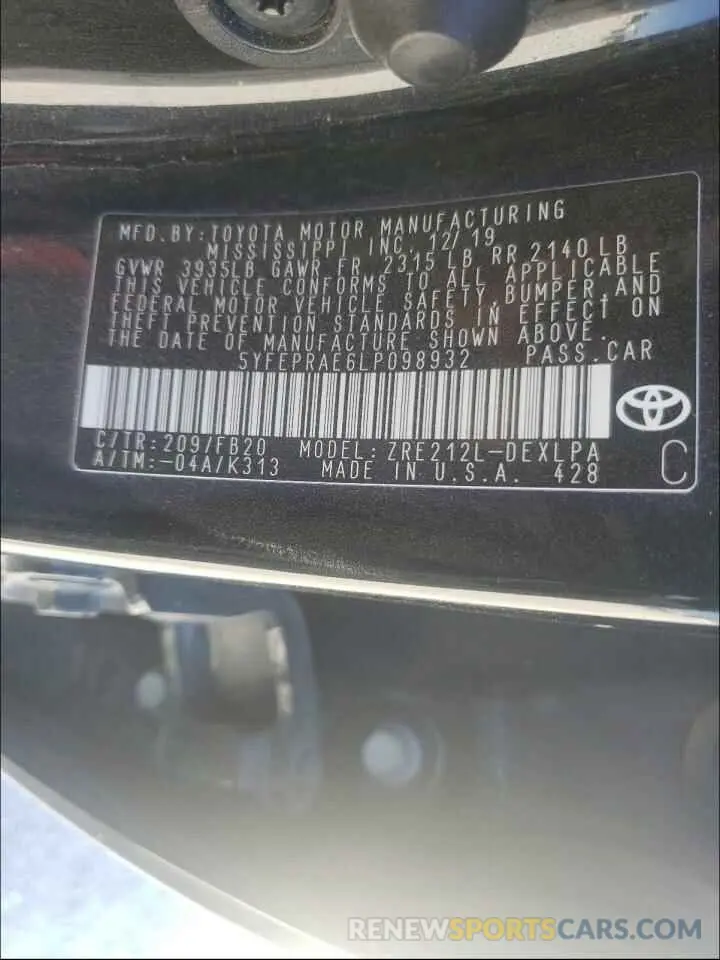 MFD. BY: TOYOTA MOTOR MANUFACTURING
MISSISSIPPI INC. 12/19
GVWR 3935LB GAWR FR 2315 LB RR 2140 LB
THIS VEHICLE CONFORMS TO ALL APPLICABLE
FEDERAL MOTOR VEHICLE SAFETY, BUMPER AND
THEFT PREVENTION STANDARDS IN EFFECT ON
THE DATE OF MANUFACTURE SHOWN ABOVE.
5YFEPRAE6LP098932 PASS. CAR
C/TR: 209/FB20 MODEL: ZRE212L-DEXLPA
A/TM: -04A/K313 MADE IN U.S.A. 428 C
RENEWSPORTSCARS.COM